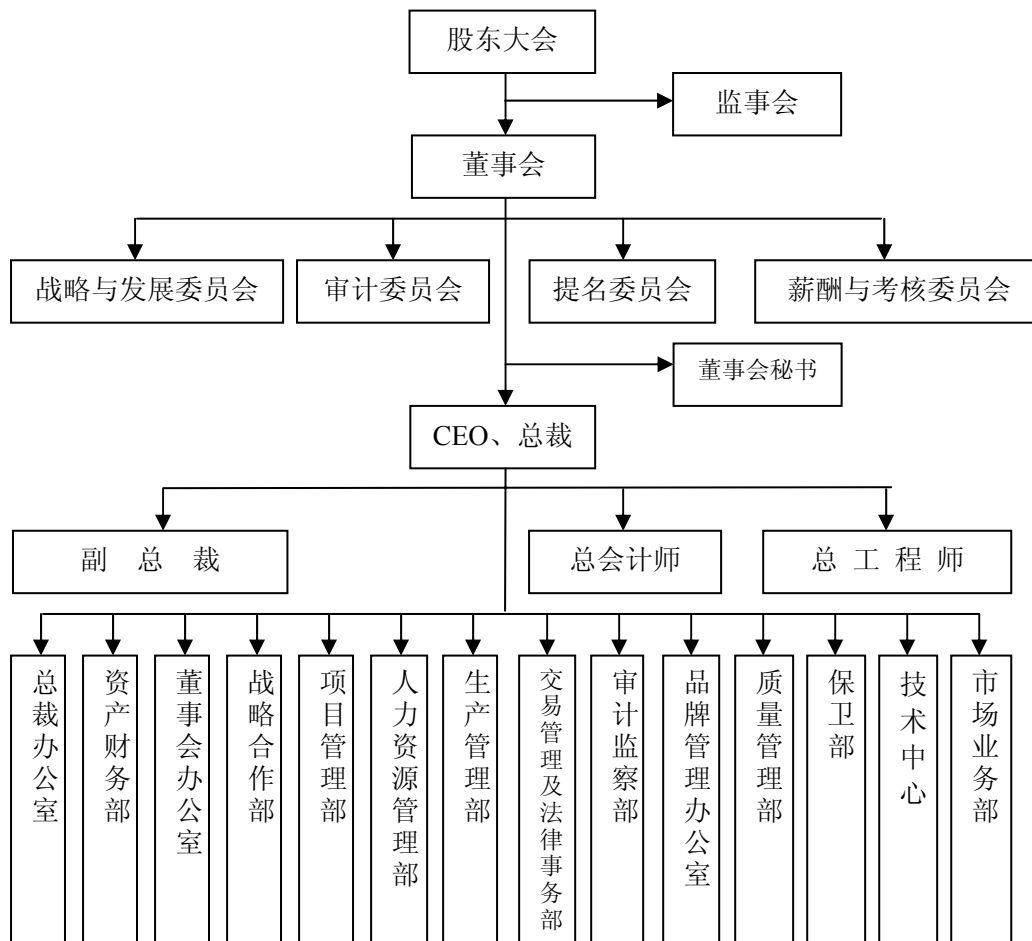 股东大会
监事会
董事会
战略与发展委员会
审计委员会
提名委员会
薪酬与考核委员会
董事会秘书
CEO、总裁
副 总 裁
总会计师
总 工 程 师
总裁办公室
资产财务部
董事会办公室
战略合作部
项目管理部
人力资源管理部
生产管理部
交易管理及法律事务部
审计监察部
品牌管理办公室
质量管理部
保卫部
技术中心
市场业务部